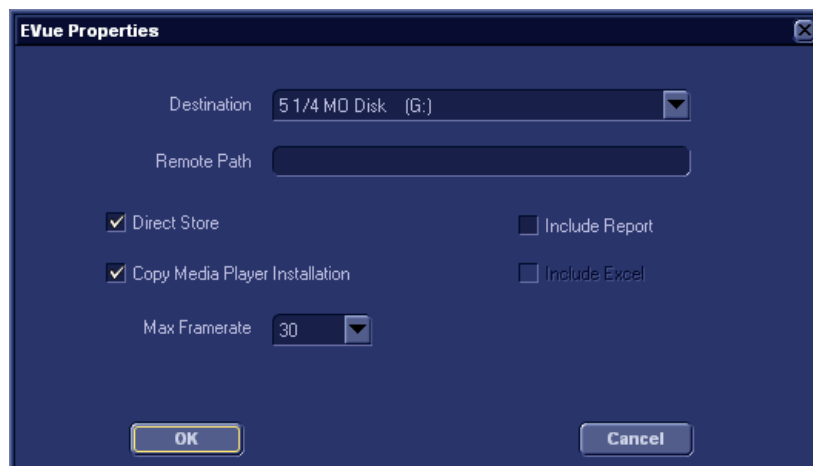 EVue Properties
Destination 5 1/4 MO Disk (G:)
Remote Path
Direct Store Include Report
Copy Media Player Installation Include Excel
Max Framerate 30
OK Cancel